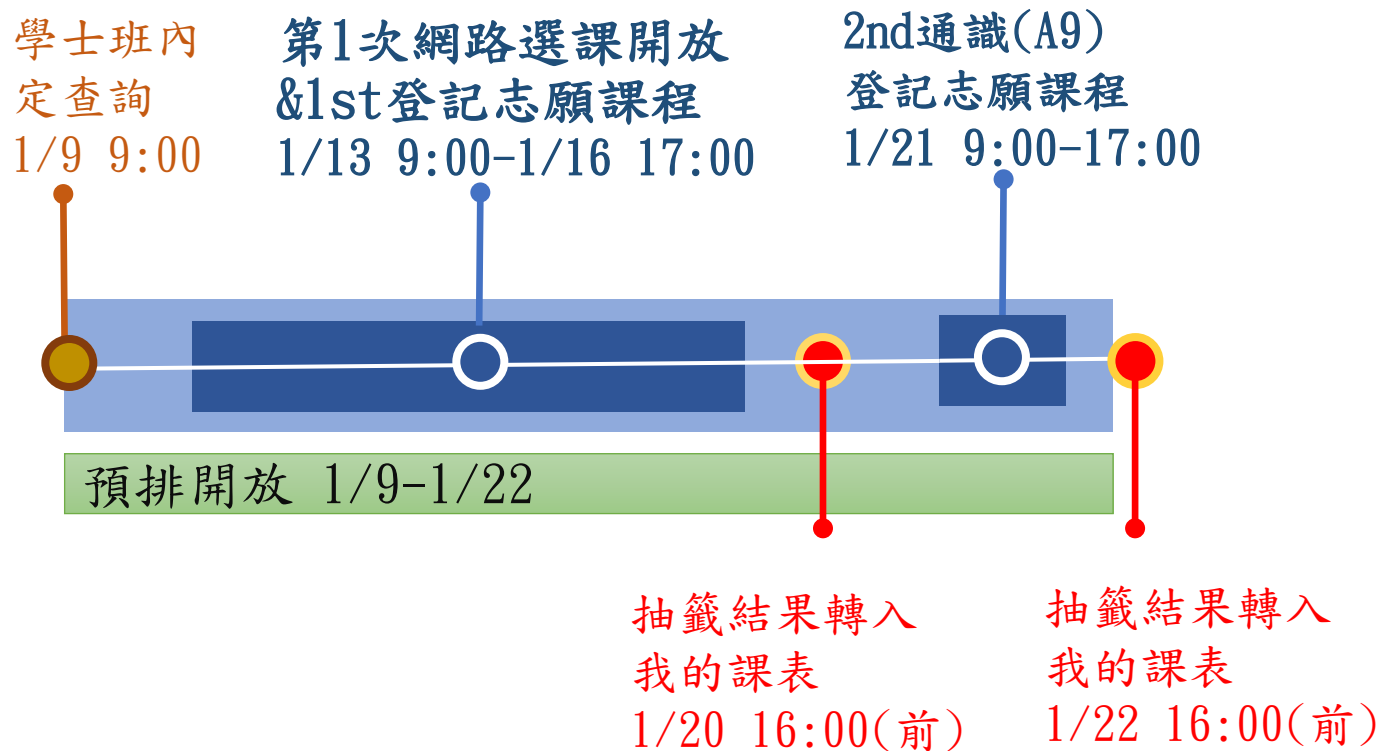 學士班內
定查詢
1/9 9:00
第1次網路選課開放
&1st登記志願課程
1/13 9:00-1/16 17:00
2nd通識(A9)
登記志願課程
1/21 9:00-17:00
預排開放 1/9-1/22
抽籤結果轉入
我的課表
1/20 16:00(前)
抽籤結果轉入
我的課表
1/22 16:00(前)